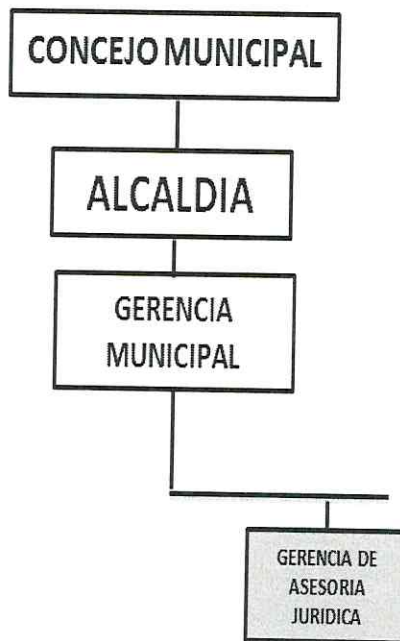 CONCEJO MUNICIPAL
ALCALDIA
GERENCIA
MUNICIPAL
GERENCIA DE
ASESORIA
JURIDICA